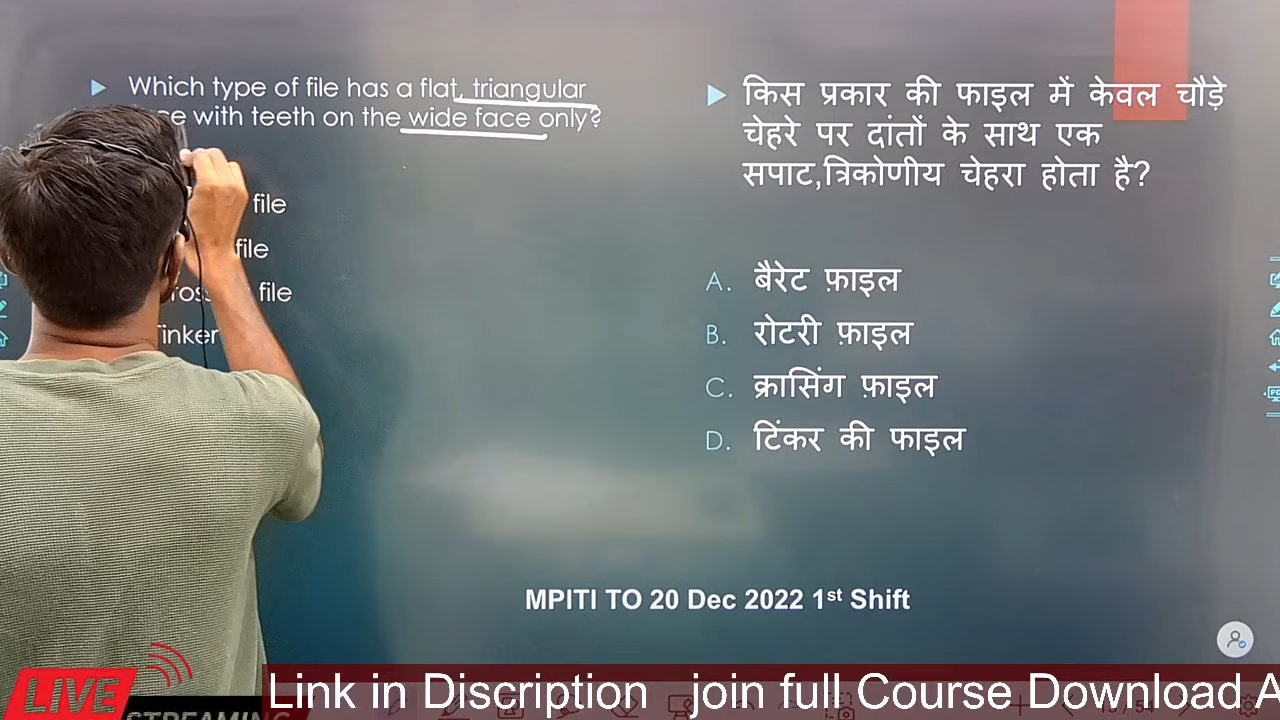 Which type of file has a flat, triangular
with teeth on the wide face only?
file
file
file
Tinker
किस प्रकार की फाइल में केवल चौड़े
चेहरे पर दांतों के साथ एक
सपाट,त्रिकोणीय चेहरा होता है?
A. बैरेट फ़ाइल
B. रोटरी फ़ाइल
C. क्रासिंग फ़ाइल
D. टिंकर की फाइल
MPITI TO 20 Dec 2022 1st Shift
LIVE
STREAMING
Link in Discription join full Course Download A